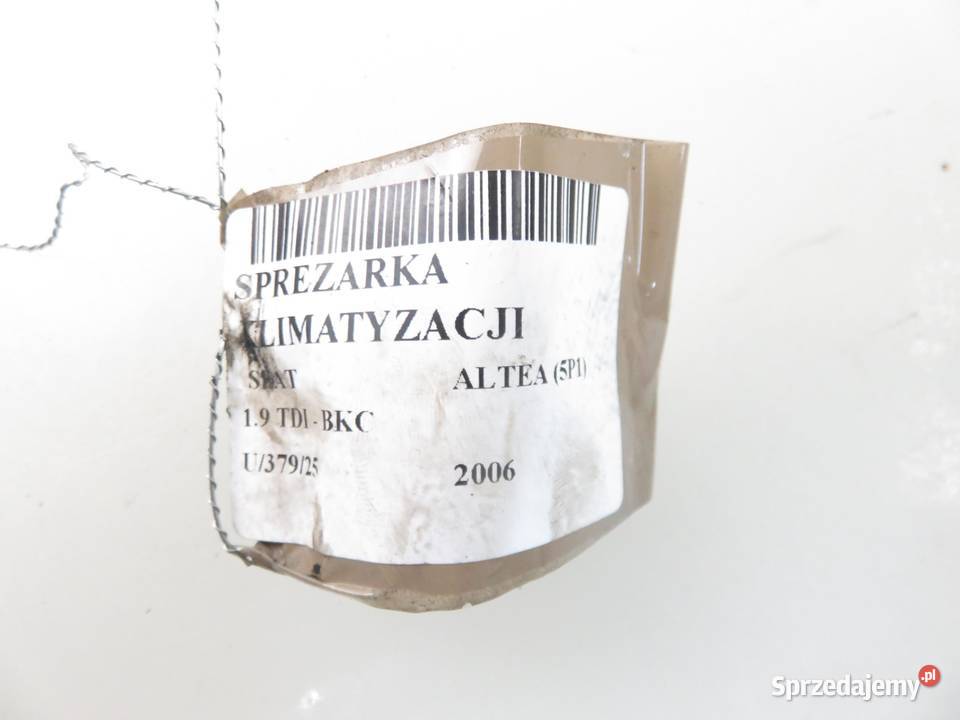 SPREZARKA
KLIMATYZACJI
SEAT ALTEA (5P1)
1.9 TDI - BKC
U/379/25 2006
Sprzedajemy.pl